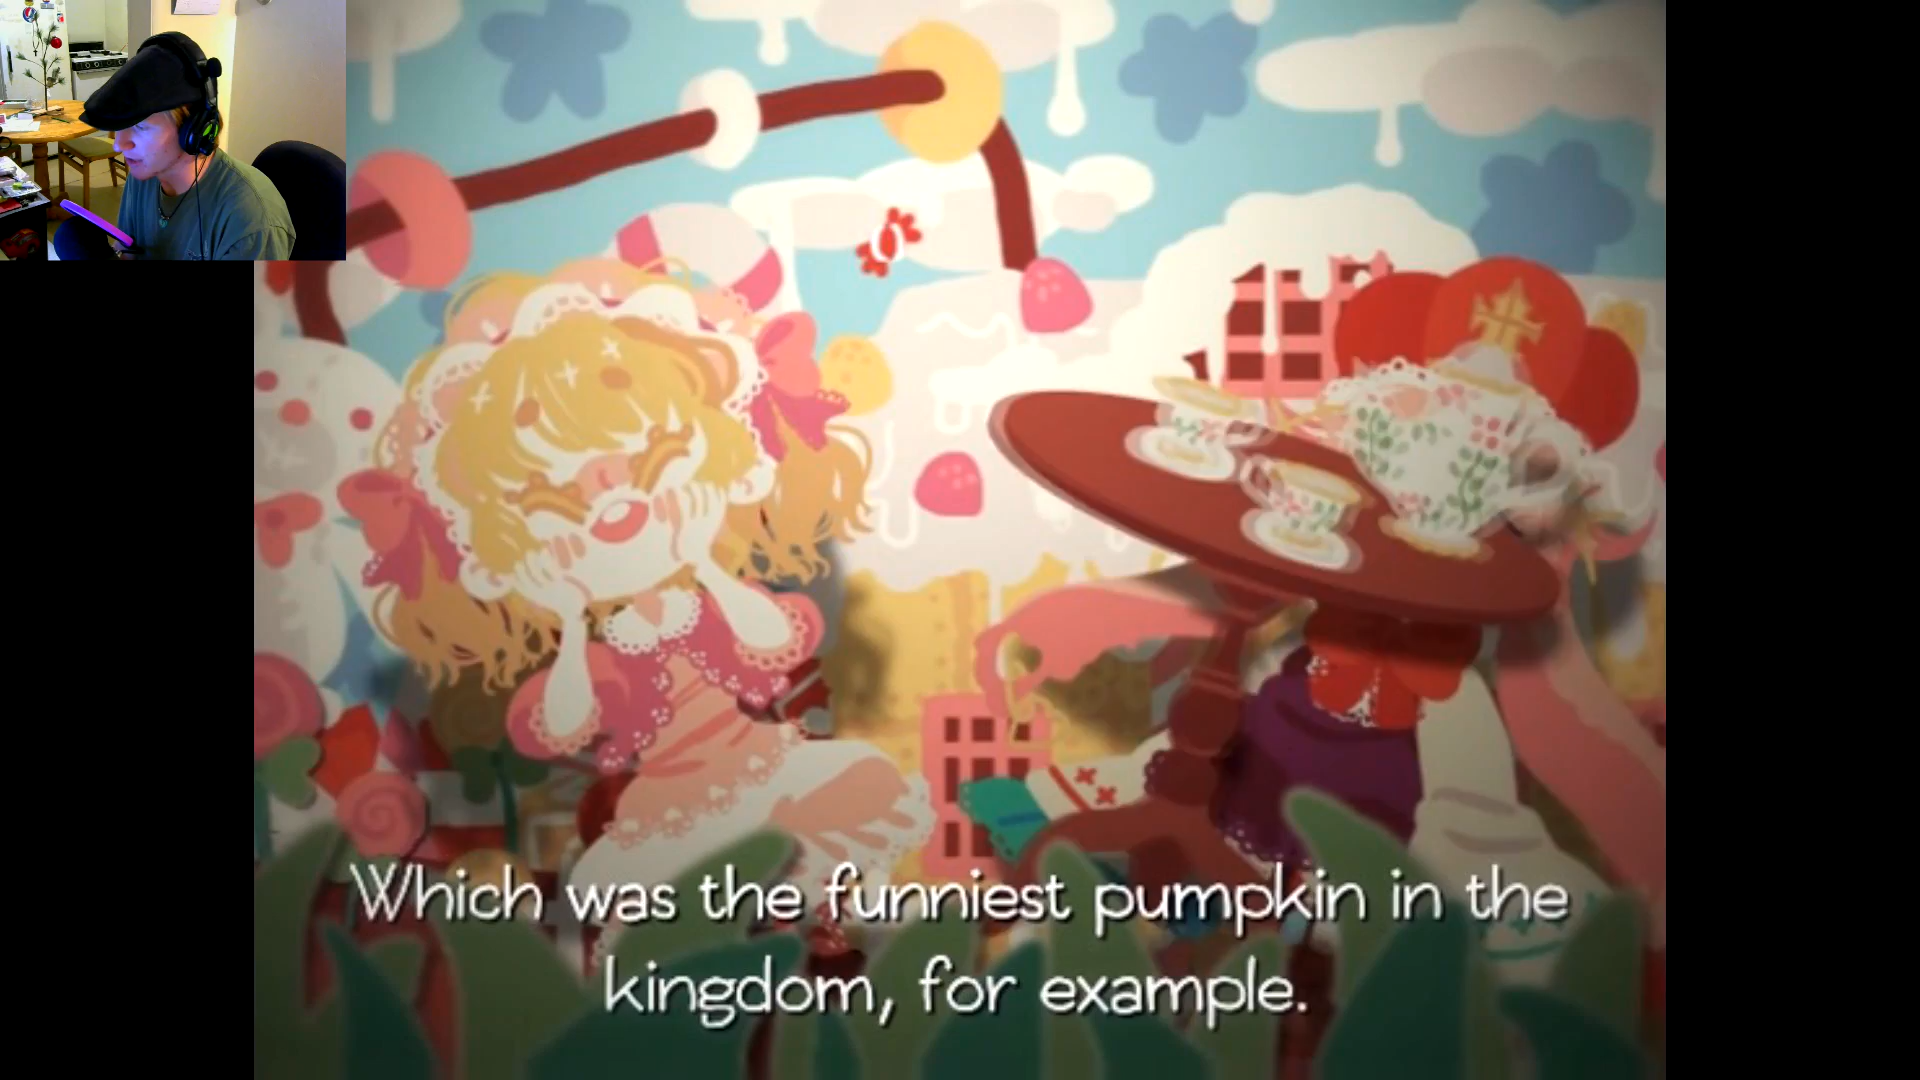 Which was the funniest pumpkin in the
kingdom, for example.